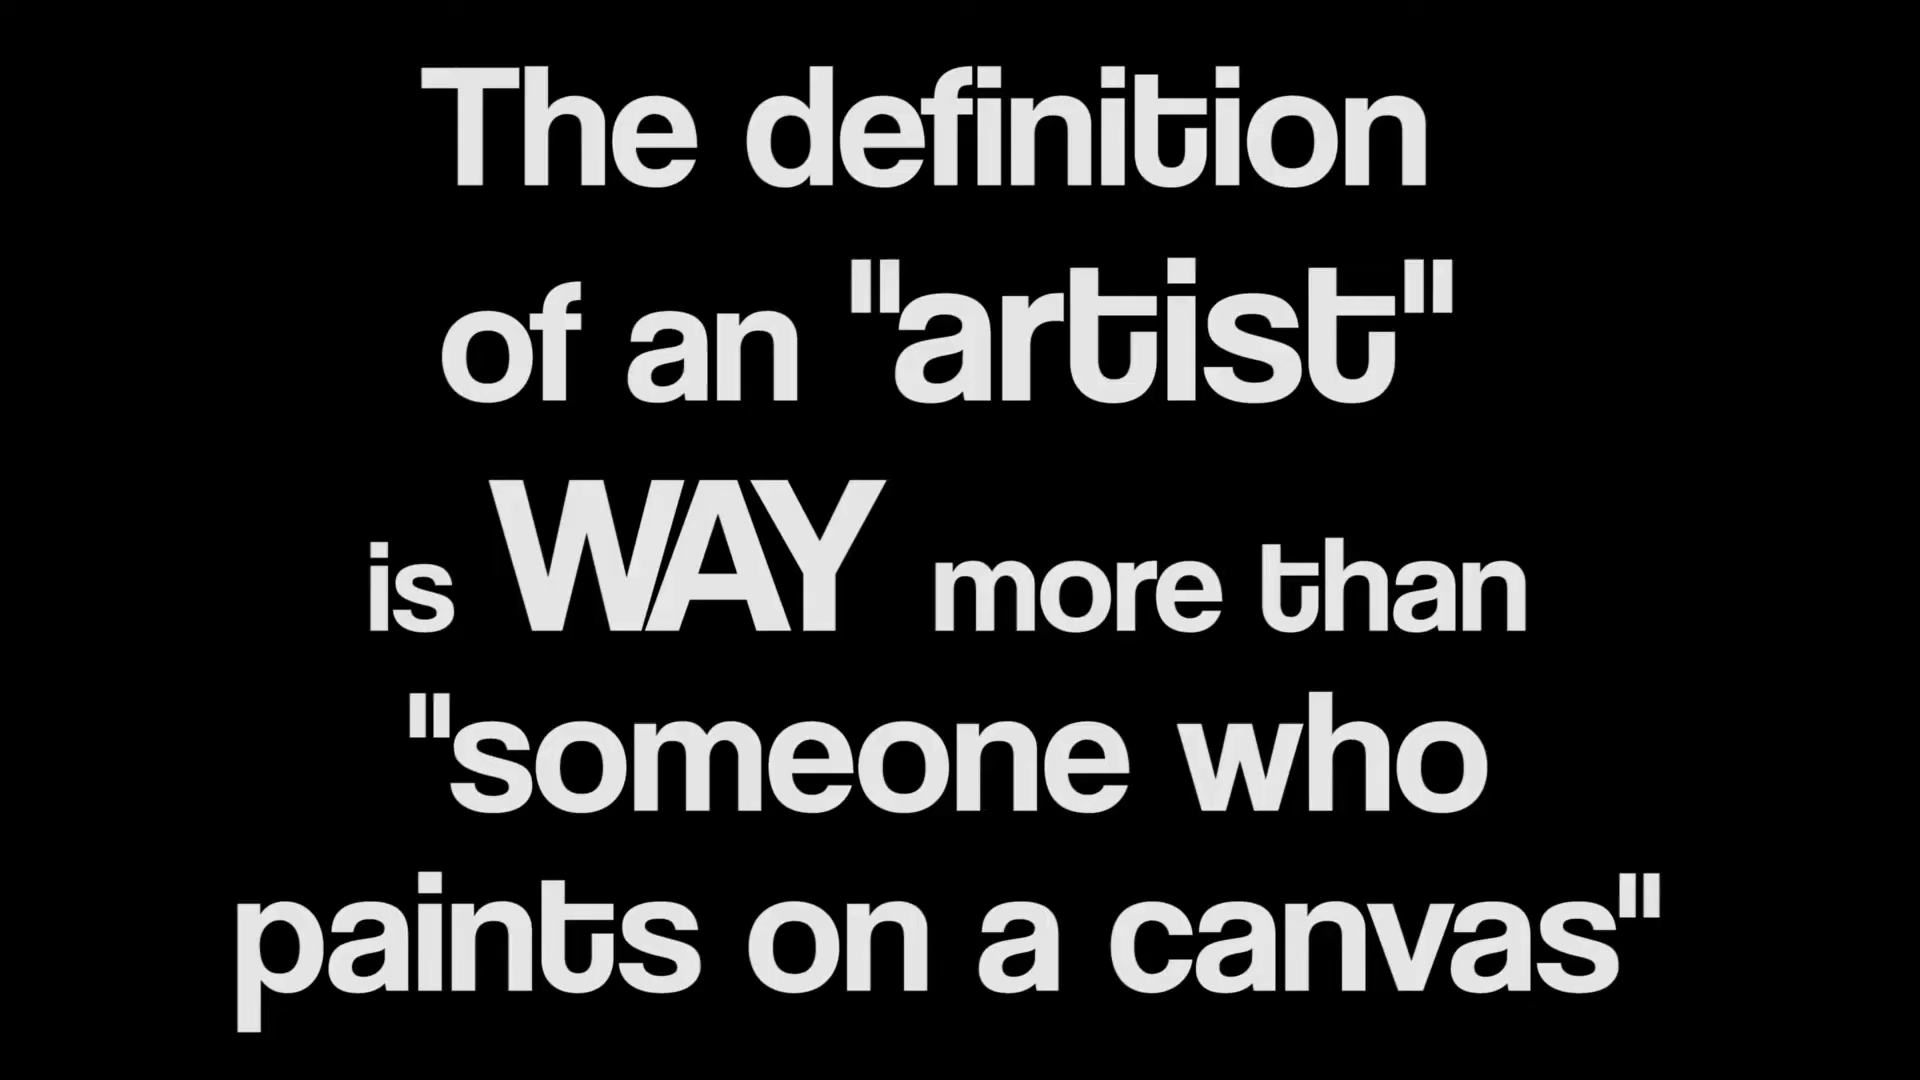 The definition
of an "artist"
is WAY more than
"someone who
paints on a canvas"